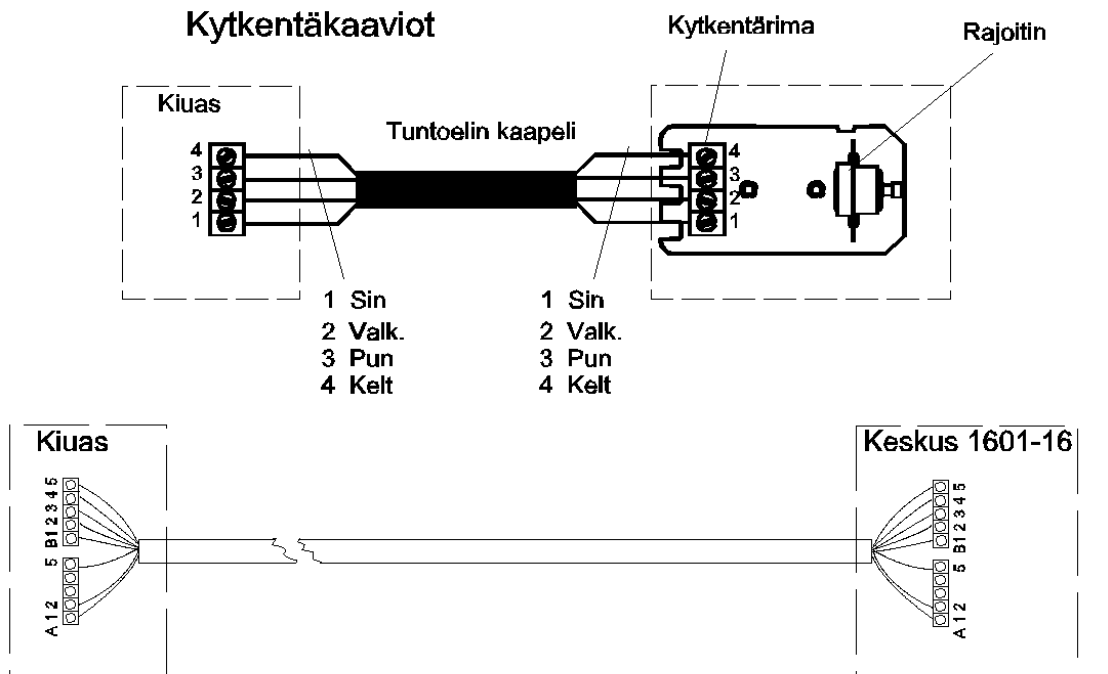 Kytkentäkaaviot
Kytkentärima
Rajoitin
Kiuas
Tuntoelin kaapeli
4
3
2
1
4
3
2
1
1 Sin
2 Valk.
3 Pun
4 Kelt
1 Sin
2 Valk.
3 Pun
4 Kelt
Kiuas
Keskus 1601-16
B1 2 3 4 5
A 1 2 5
B1 2 3 4 5
A 1 2 5